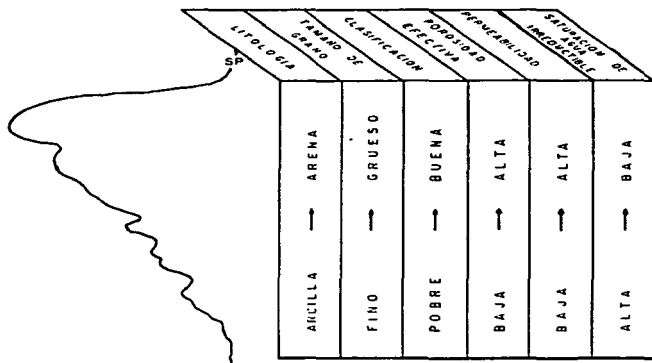 SP
LITOLOGIA
TAMAÑO DE
GRANO
CLASIFICACION
POROSIDAD
EFECTIVA
PERMEABILIDAD
SATURACION DE
AGUA
IRREDUCTIBLE
ARCILLA → ARENA
FINO → GRUESO
POBRE → BUENA
BAJA → ALTA
BAJA → ALTA
ALTA → BAJA